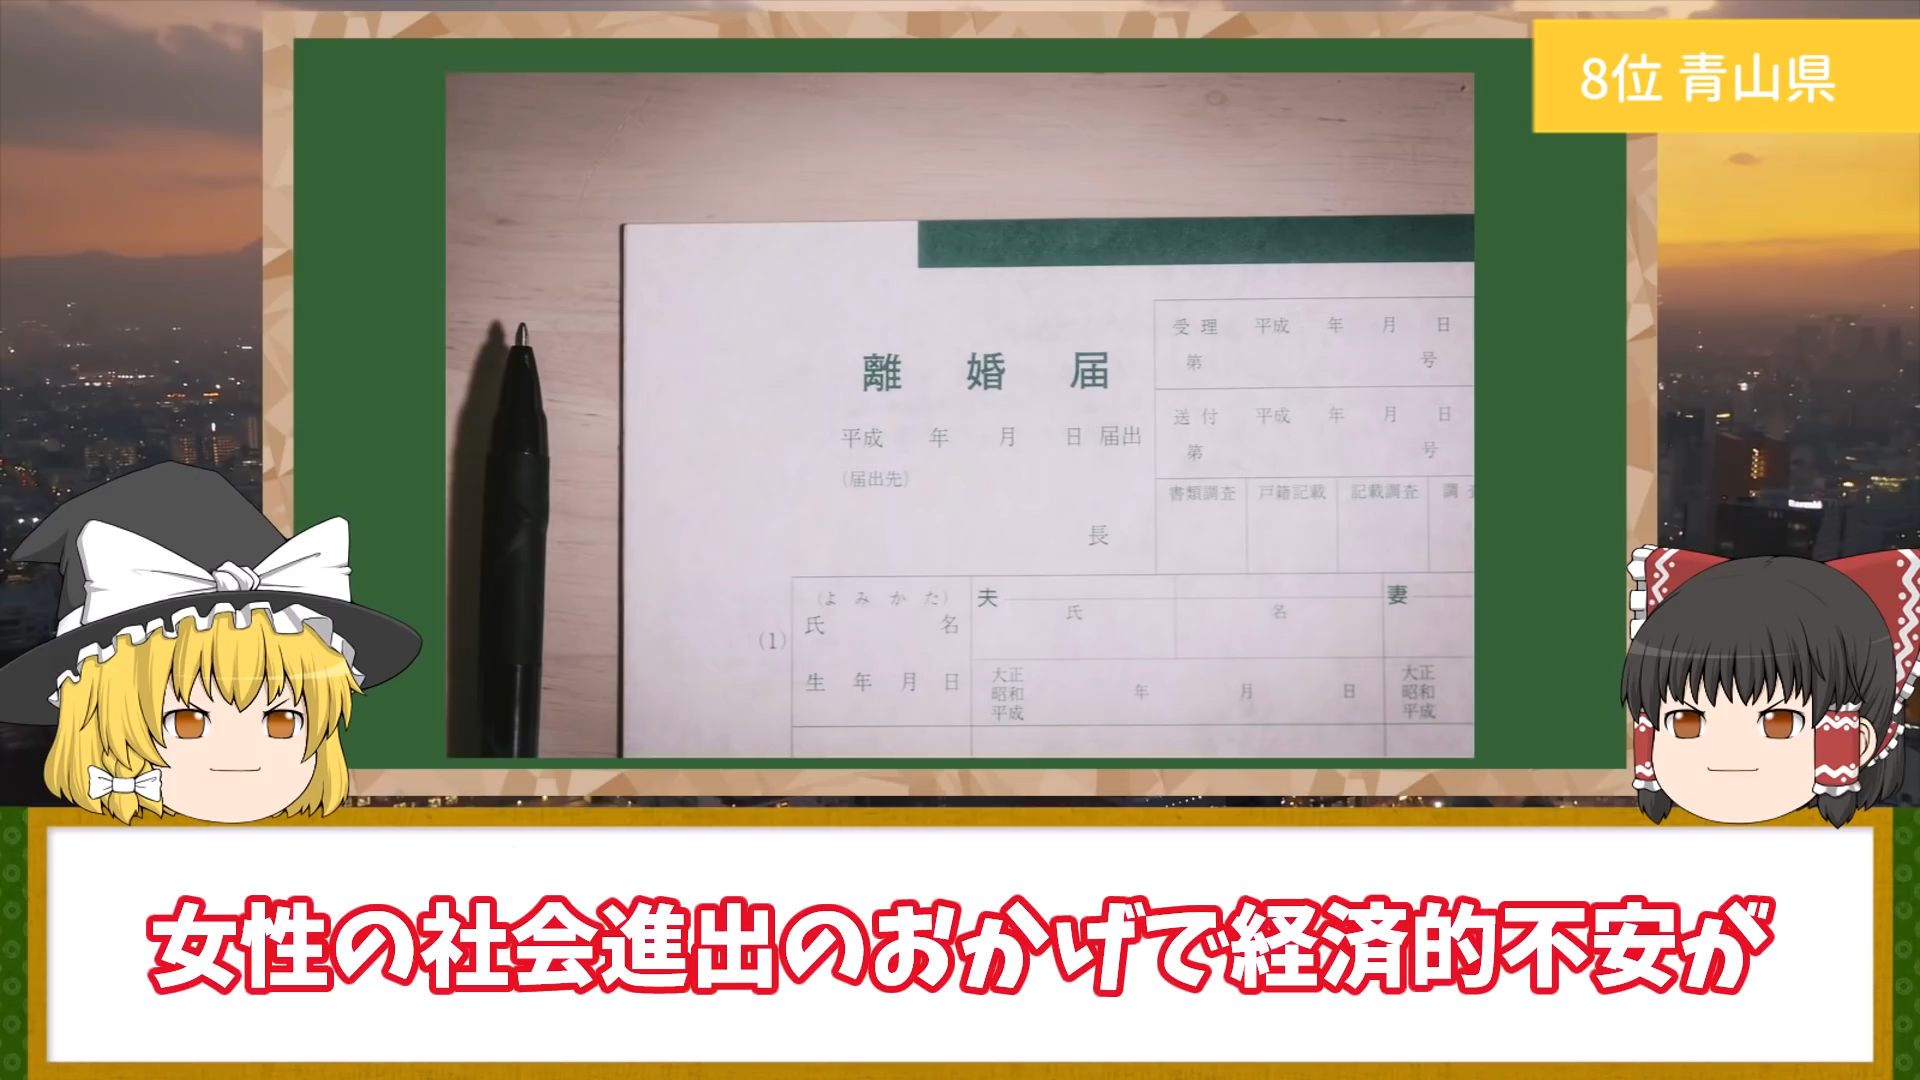 8位 青山県
離婚届
平成 年 月 日 届出
(届出先)
長
受理 平成 年 月 日
第 号
送付 平成 年 月 日
第 号
書類調査 戸籍記載 記載調査 調
(よみかた)
(1) 氏 名
夫 氏 名
妻
生 年 月 日
大正
昭和
平成
年 月 日
大正
昭和
平成
女性の社会進出のおかげで経済的不安が